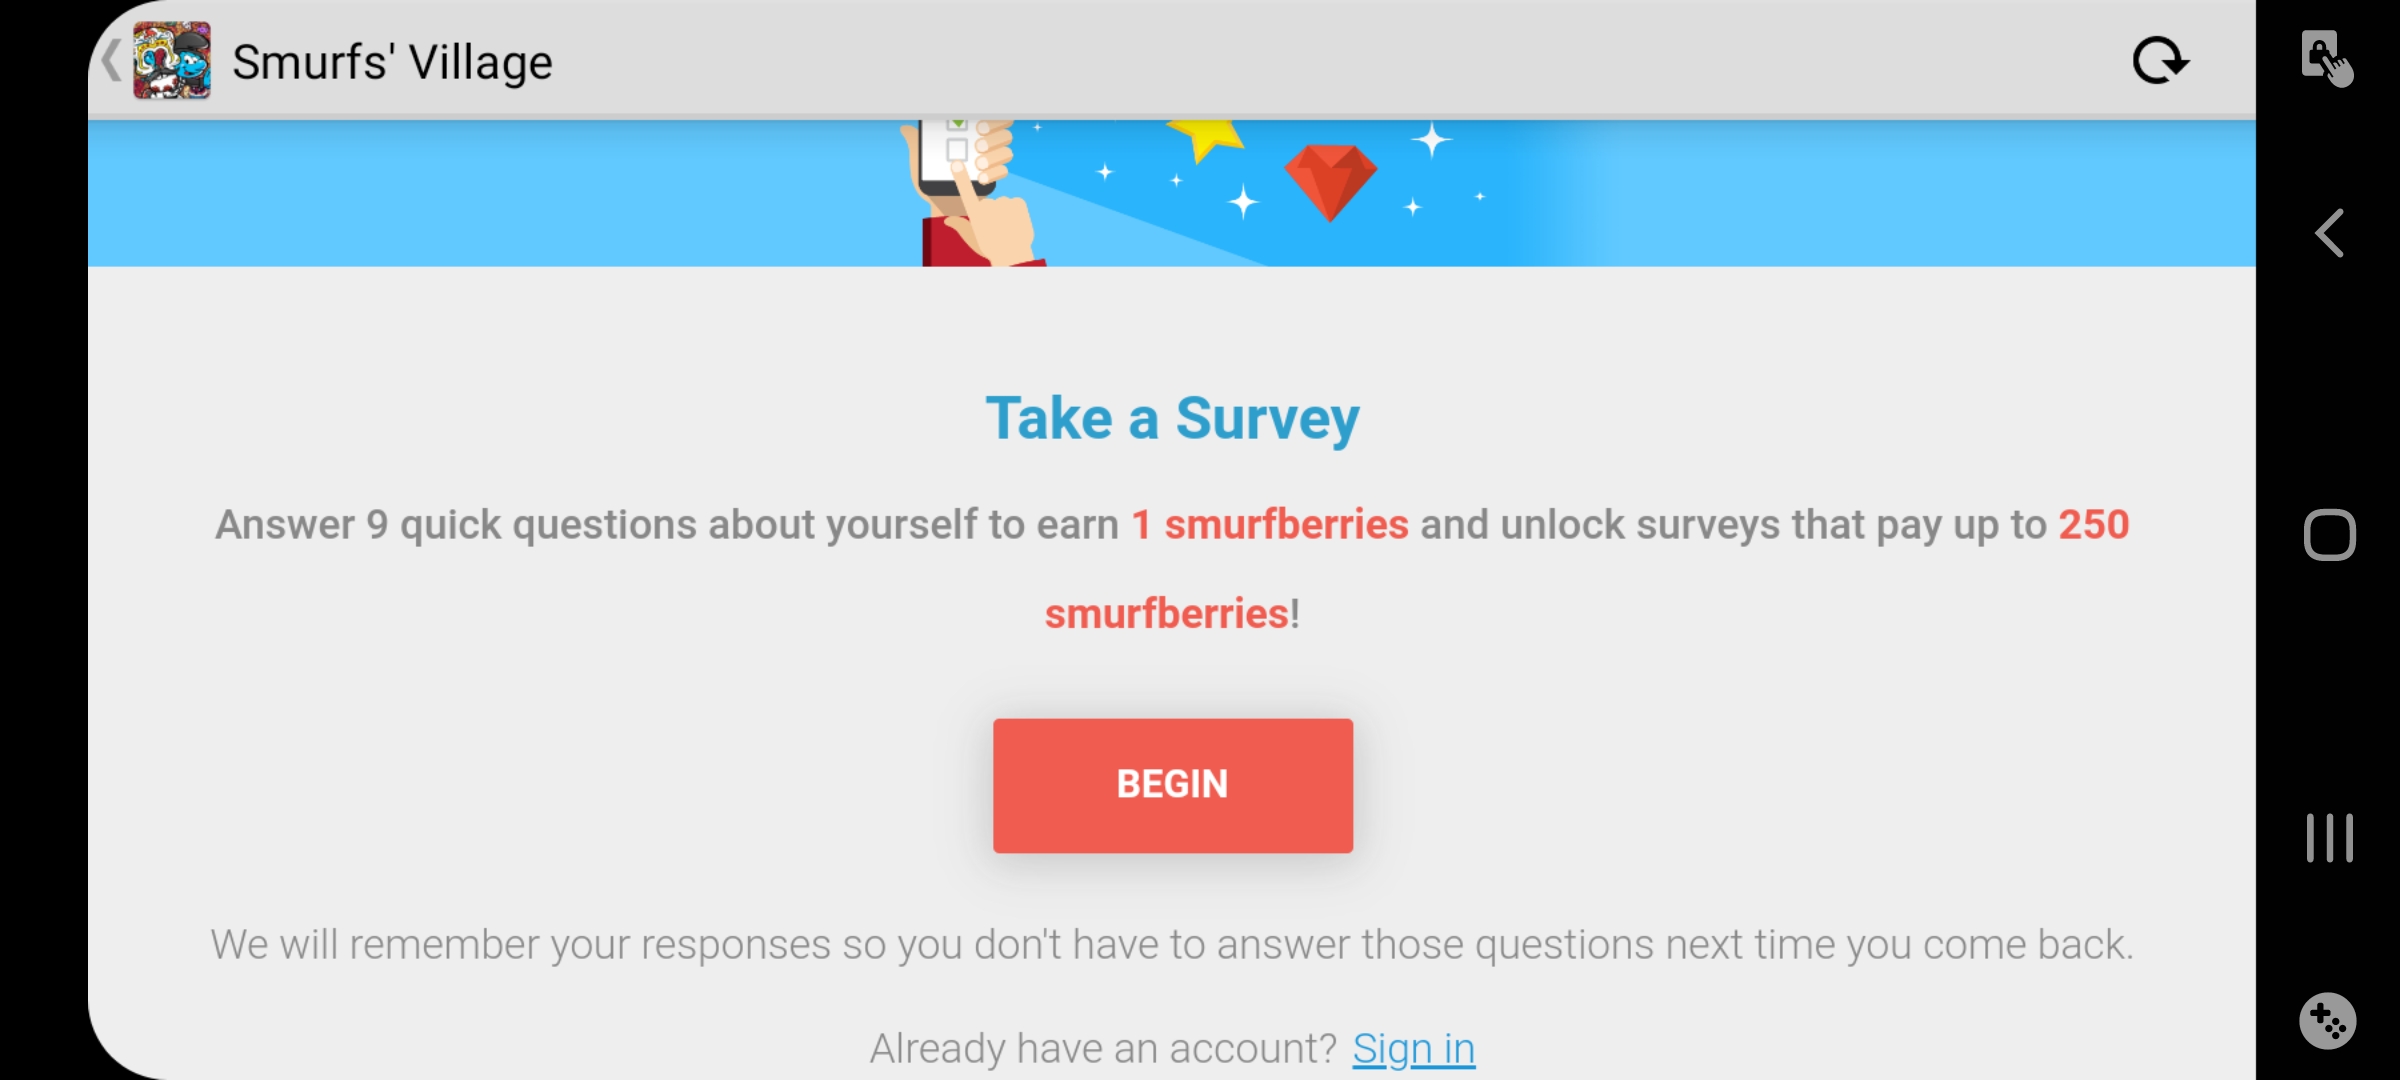 Smurfs' Village
Take a Survey
Answer 9 quick questions about yourself to earn 1 smurfberries and unlock surveys that pay up to 250
smurfberries!
BEGIN
We will remember your responses so you don't have to answer those questions next time you come back.
Already have an account? Sign in